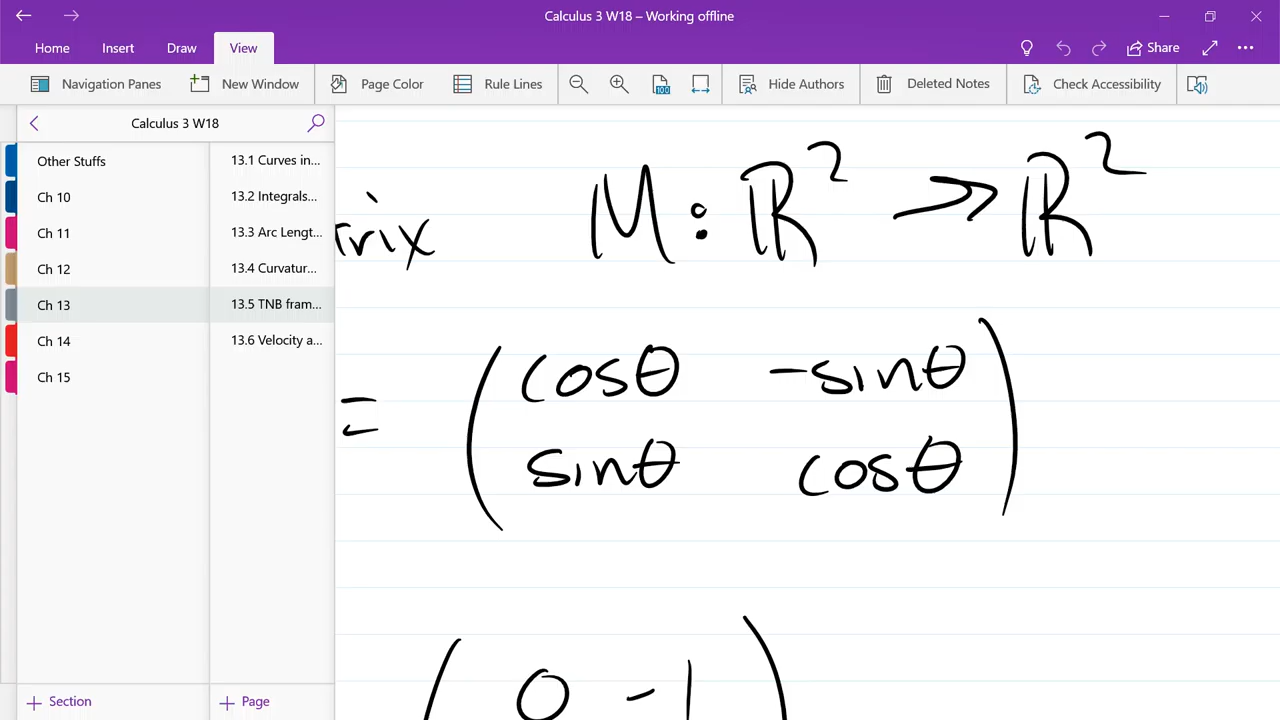 Calculus 3 W18 – Working offline
Home Insert Draw View Share
Navigation Panes New Window Page Color Rule Lines 100 Hide Authors Deleted Notes Check Accessibility
Calculus 3 W18
Other Stuffs
Ch 10
Ch 11
Ch 12
Ch 13
Ch 14
Ch 15
13.1 Curves in...
13.2 Integrals...
13.3 Arc Lengt...
13.4 Curvatur...
13.5 TNB fram...
13.6 Velocity a...
+ Section
+ Page
trix M : ℝ² → ℝ²
= ( cosθ -sinθ
sinθ cosθ )
( 0 -1 )